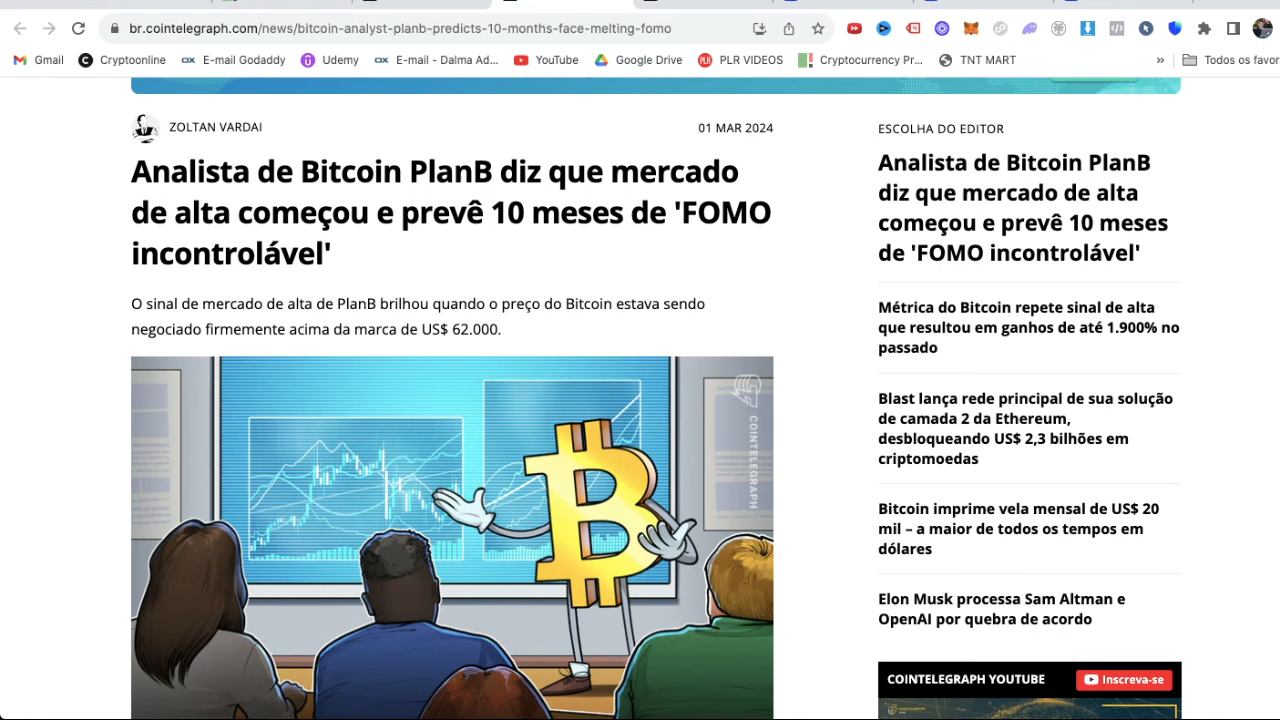 br.cointelegraph.com/news/bitcoin-analyst-planb-predicts-10-months-face-melting-fomo
Gmail
Cryptoonline
E-mail Godaddy
Udemy
E-mail - Dalma Ad...
YouTube
Google Drive
PLR VIDEOS
Cryptocurrency Pr...
TNT MART
»
Todos os favor
ZOLTAN VARDAI
01 MAR 2024
Analista de Bitcoin PlanB diz que mercado
de alta começou e prevê 10 meses de 'FOMO
incontrolável'
O sinal de mercado de alta de PlanB brilhou quando o preço do Bitcoin estava sendo
negociado firmemente acima da marca de US$ 62.000.
COINTELEGRAPH
ESCOLHA DO EDITOR
Analista de Bitcoin PlanB
diz que mercado de alta
começou e prevê 10 meses
de 'FOMO incontrolável'
Métrica do Bitcoin repete sinal de alta
que resultou em ganhos de até 1.900% no
passado
Blast lança rede principal de sua solução
de camada 2 da Ethereum,
desbloqueando US$ 2,3 bilhões em
criptomoedas
Bitcoin imprime vela mensal de US$ 20
mil – a maior de todos os tempos em
dólares
Elon Musk processa Sam Altman e
OpenAI por quebra de acordo
COINTELEGRAPH YOUTUBE
Inscreva-se